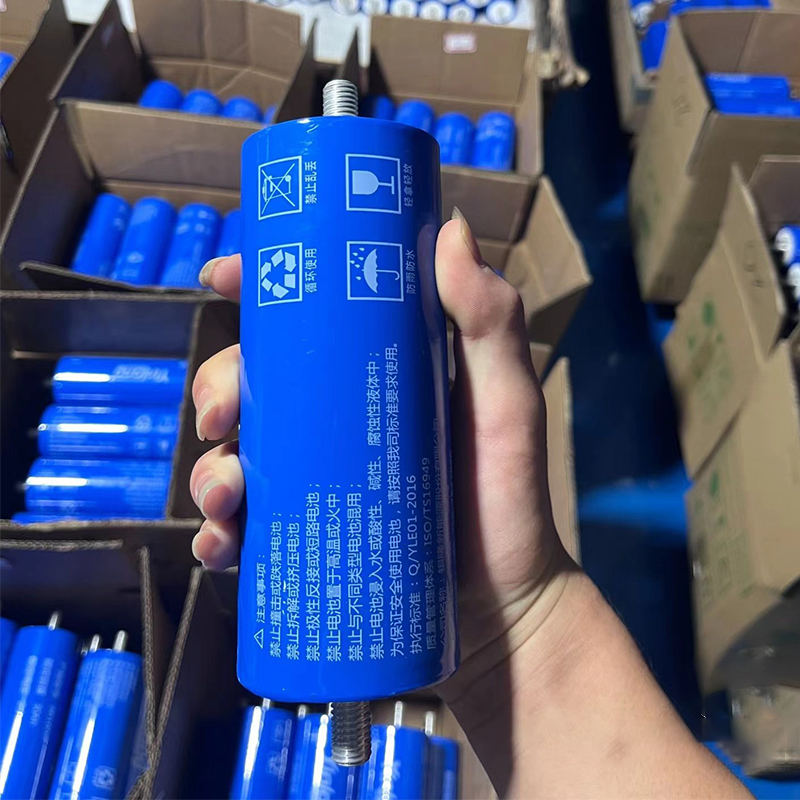 禁止乱丢
轻拿轻放
循环使用
防雨防水
⚠ 注意事项：
禁止撞击或跌落电池；
禁止拆解或挤压电池；
禁止极性反接或短路电池；
禁止电池置于高温或火中；
禁止与不同类型电池混用；
禁止电池浸入水或酸性、碱性、腐蚀性液体中；
为保证安全使用电池，请按照我司标准要求使用。
执行标准：Q/YLE01-2016
质量管理体系：ISO/TS16949